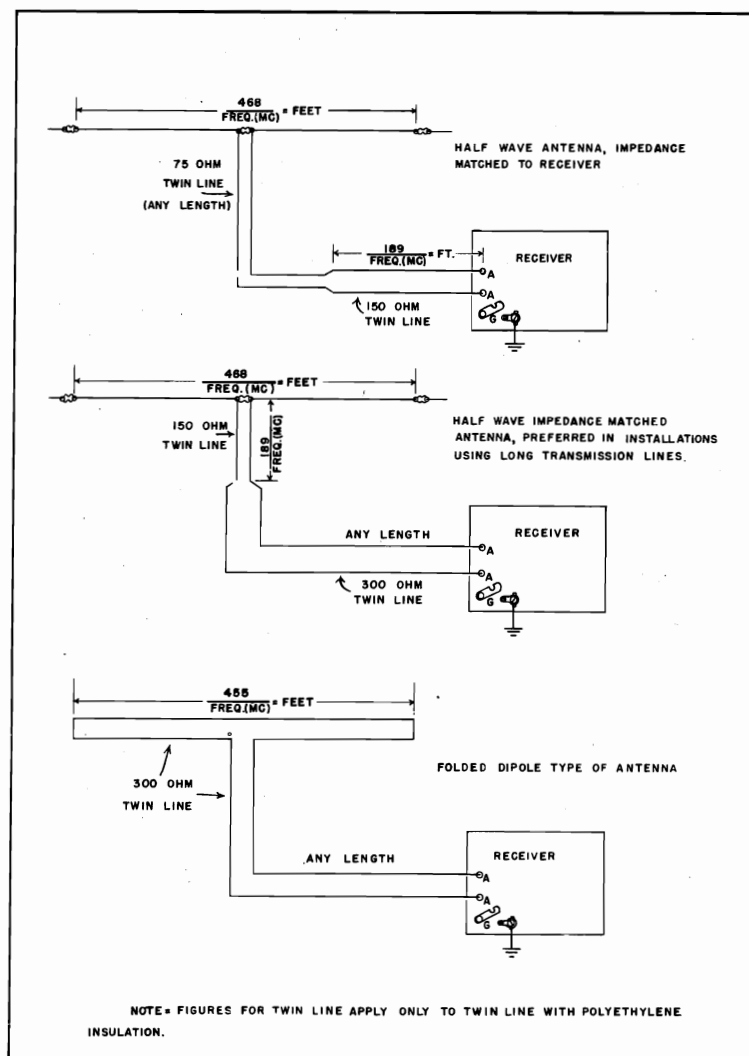 468
FREQ.(MC) = FEET
HALF WAVE ANTENNA, IMPEDANCE
MATCHED TO RECEIVER
75 OHM
TWIN LINE
(ANY LENGTH)
189
FREQ.(MC) = FT.
RECEIVER
A
A
G
150 OHM
TWIN LINE
468
FREQ.(MC) = FEET
150 OHM
TWIN LINE
189
FREQ.(MC)
HALF WAVE IMPEDANCE MATCHED
ANTENNA, PREFERRED IN INSTALLATIONS
USING LONG TRANSMISSION LINES.
ANY LENGTH
RECEIVER
A
A
G
300 OHM
TWIN LINE
455
FREQ.(MC) = FEET
300 OHM
TWIN LINE
FOLDED DIPOLE TYPE OF ANTENNA
ANY LENGTH
RECEIVER
A
A
G
NOTE= FIGURES FOR TWIN LINE APPLY ONLY TO TWIN LINE WITH POLYETHYLENE
INSULATION.